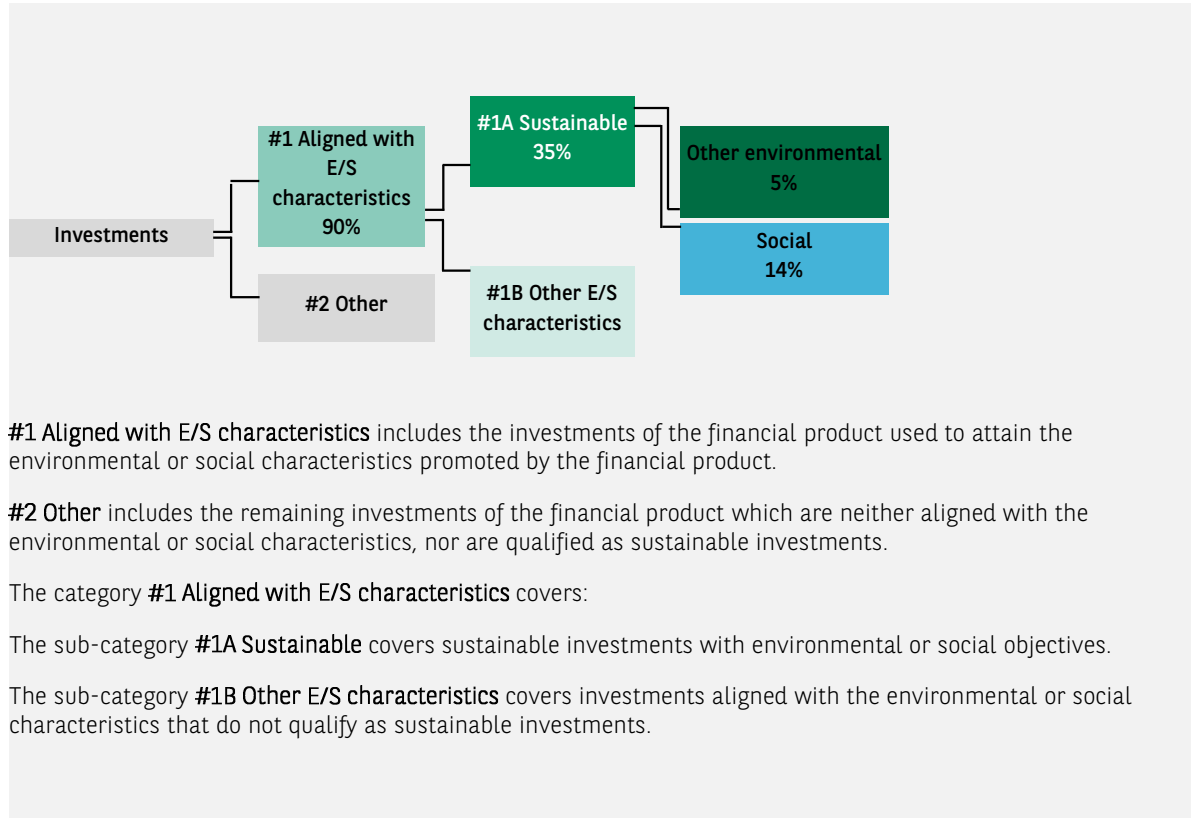 Investments
#1 Aligned with
E/S
characteristics
90%
#2 Other
#1A Sustainable
35%
#1B Other E/S
characteristics
Other environmental
5%
Social
14%
#1 Aligned with E/S characteristics includes the investments of the financial product used to attain the
environmental or social characteristics promoted by the financial product.
#2 Other includes the remaining investments of the financial product which are neither aligned with the
environmental or social characteristics, nor are qualified as sustainable investments.
The category #1 Aligned with E/S characteristics covers:
The sub-category #1A Sustainable covers sustainable investments with environmental or social objectives.
The sub-category #1B Other E/S characteristics covers investments aligned with the environmental or social
characteristics that do not qualify as sustainable investments.